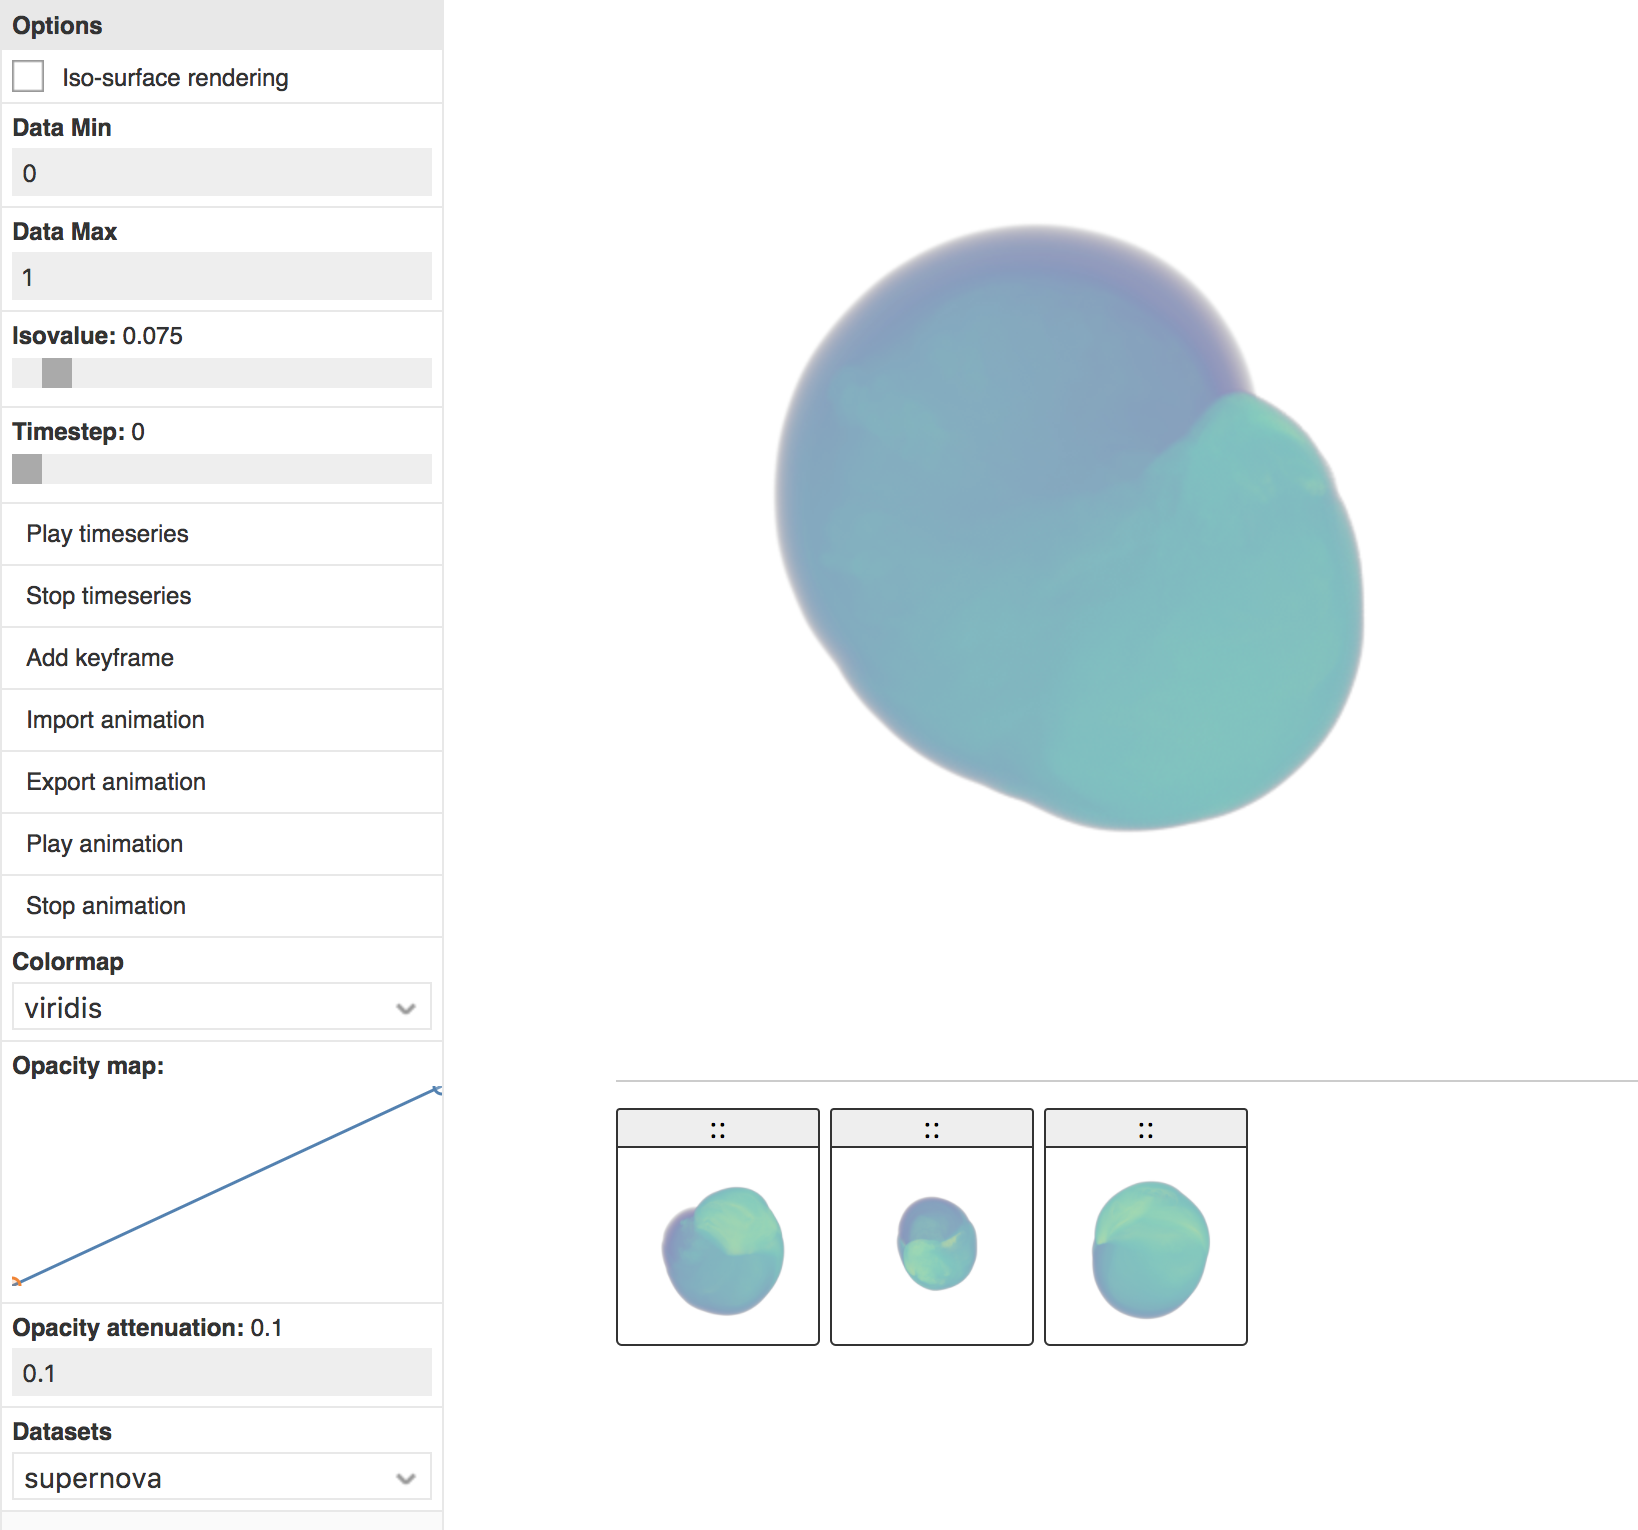 Options
Iso-surface rendering
Data Min
0
Data Max
1
Isovalue: 0.075
Timestep: 0
Play timeseries
Stop timeseries
Add keyframe
Import animation
Export animation
Play animation
Stop animation
Colormap
viridis
Opacity map:
Opacity attenuation: 0.1
0.1
Datasets
supernova